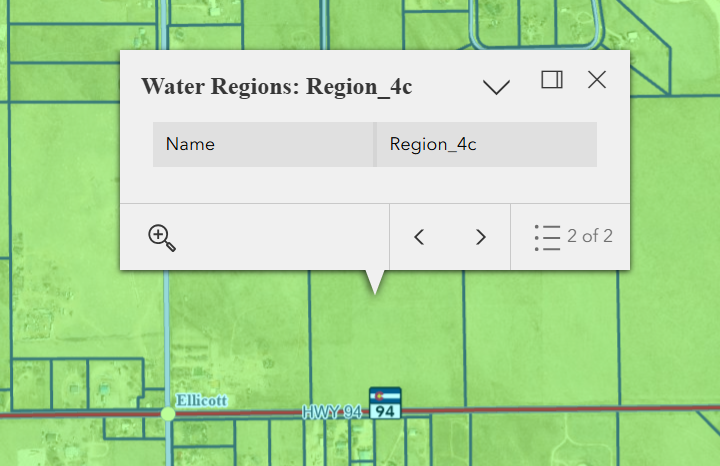 Water Regions: Region_4c
Name Region_4c
2 of 2
Ellicott
HWY 94
94